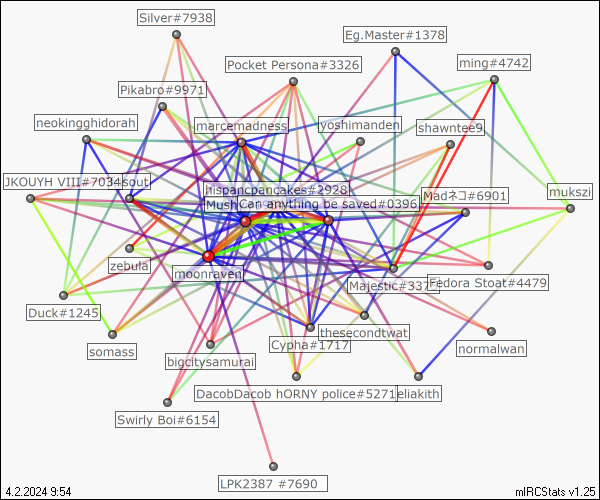 Silver#7938
Eg.Master#1378
Pocket Persona#3326
ming#4742
Pikabro#9971
neokingghidorah
marcemadness
yoshimanden
shawntee9
JKOUYH VIII#7034
sout
hispancpancakes#2928
Madネコ#6901
mukszi
Mush
Can anything be saved#0396
zebula
moonraven
Majestic#337
Fedora Stoat#4479
Duck#1245
somass
Cypha#1717
thesecondtwat
normalwan
bigcitysamurai
DacobDacob hORNY police#5271
eliakith
Swirly Boi#6154
LPK2387 #7690
4.2.2024 9:54
mIRCStats v1.25